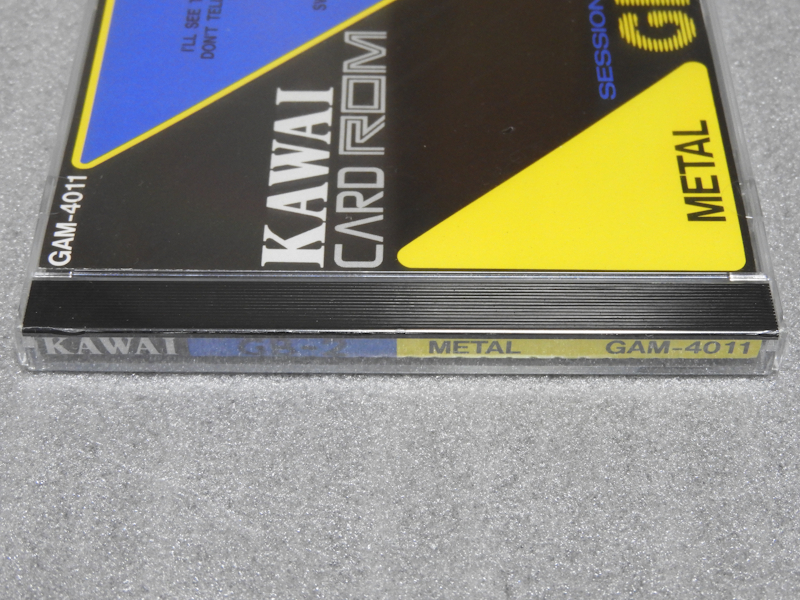 I'LL SEE
DON'T TELL
GAM-4011
KAWAI
CARD ROM
SESSION
METAL
KAWAI
METAL GAM-4011